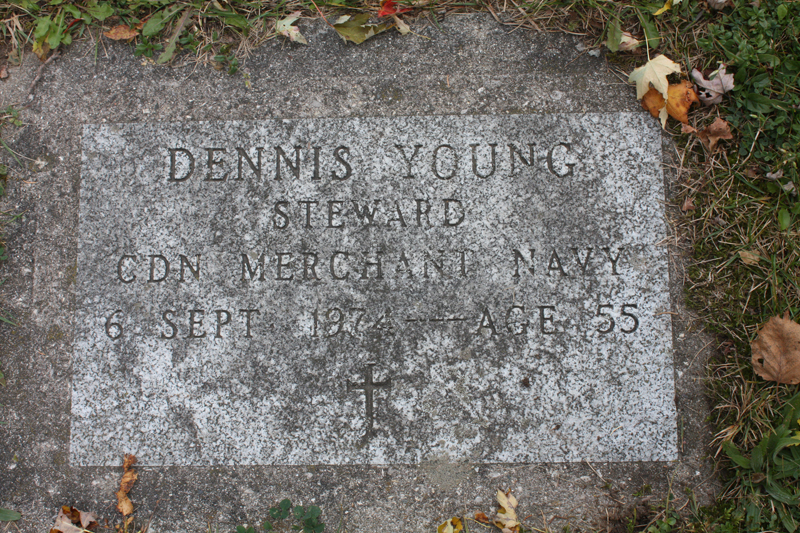 DENNIS YOUNG
STEWARD
CDN MERCHANT NAVY
6 SEPT 1974 — AGE 55